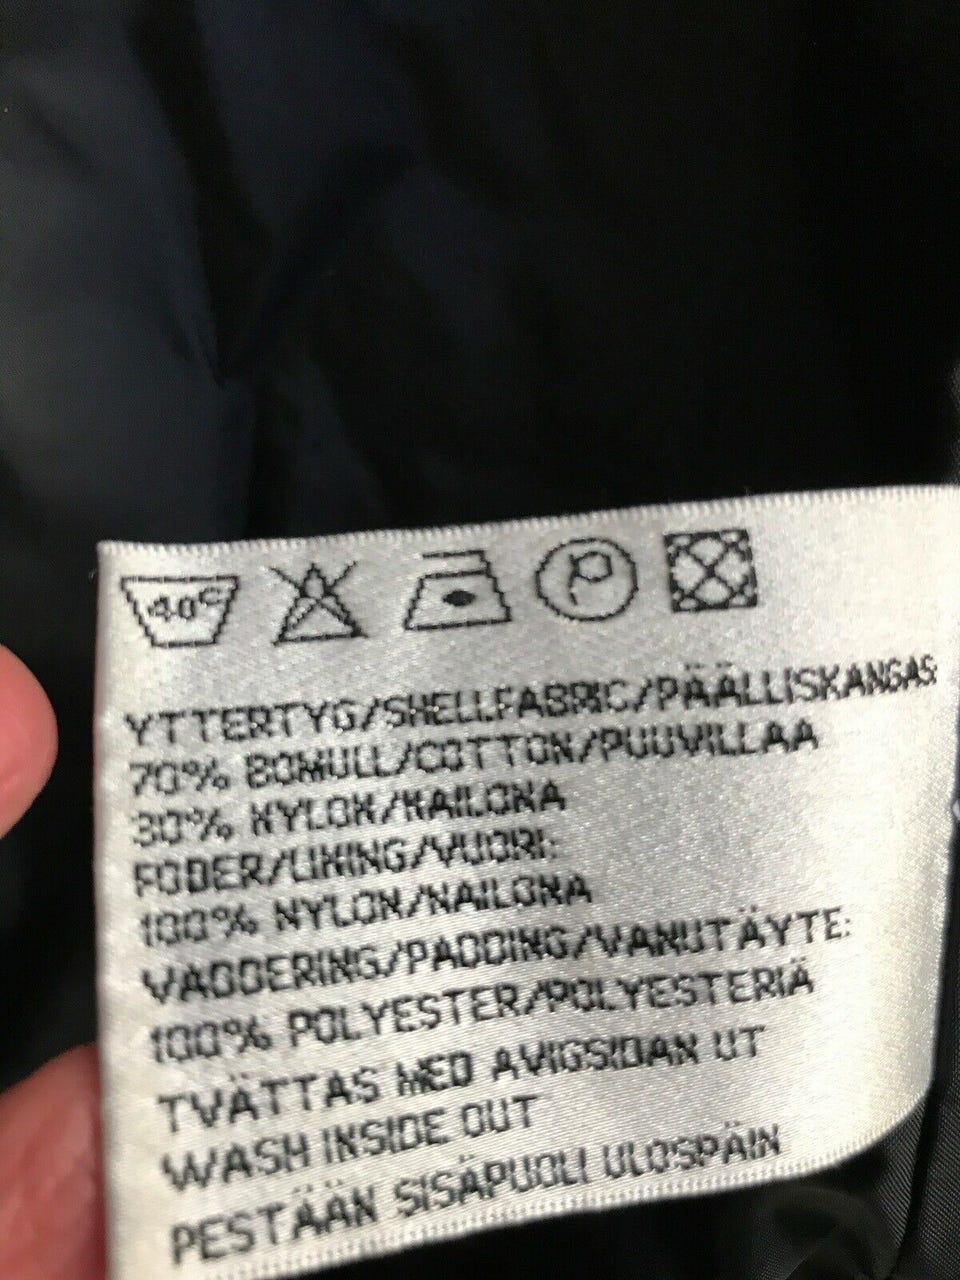 40°C
P
YTTERTYG/SHELLFABRIC/PÄÄLLISKANGAS
70% BOMULL/COTTON/PUUVILLAA
30% NYLON/NAILONA
FODER/LINING/VUORI:
100% NYLON/NAILONA
VADDERING/PADDING/VANUTÄYTE:
100% POLYESTER/POLYESTERIÄ
TVÄTTAS MED AVIGSIDAN UT
WASH INSIDE OUT
PESTÄÄN SISÄPUOLI ULOSPÄIN